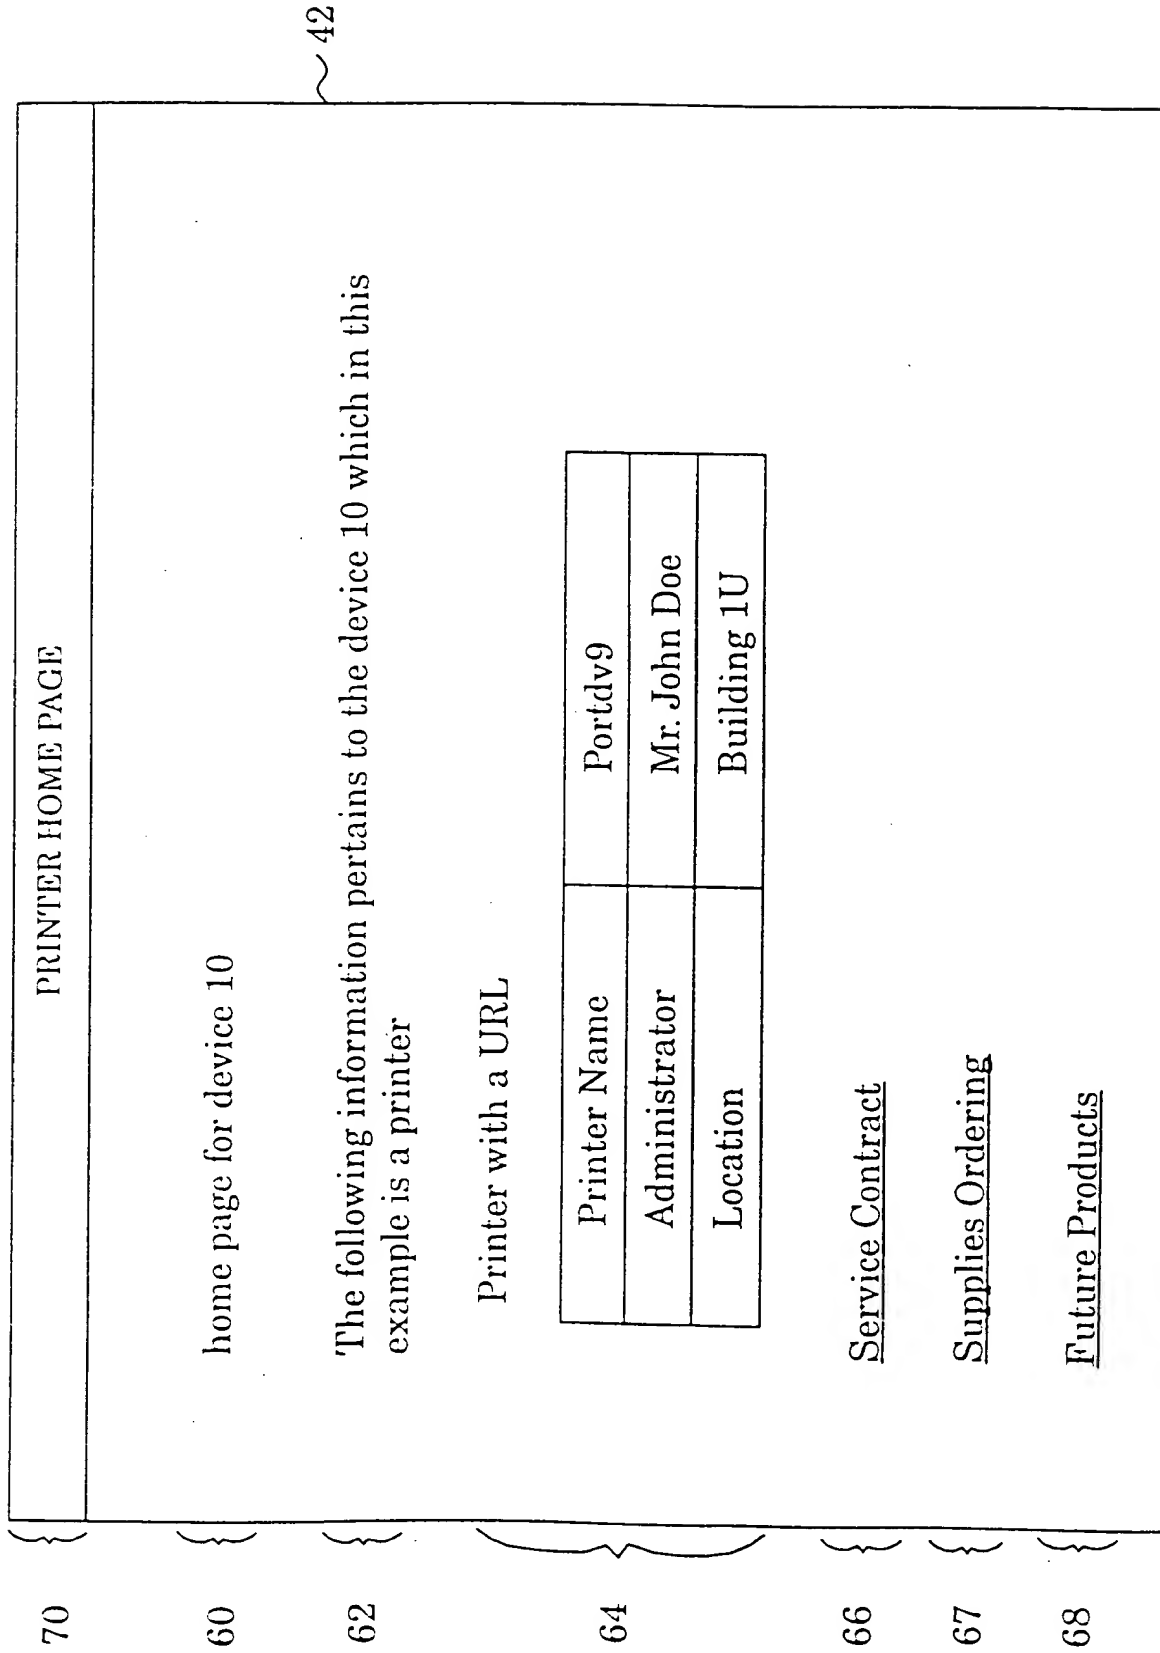 42
70 PRINTER HOME PAGE
60 home page for device 10
62 The following information pertains to the device 10 which in this
example is a printer
Printer with a URL
64
Printer Name Portdv9
Administrator Mr. John Doe
Location Building 1U
66 Service Contract
67 Supplies Ordering
68 Future Products